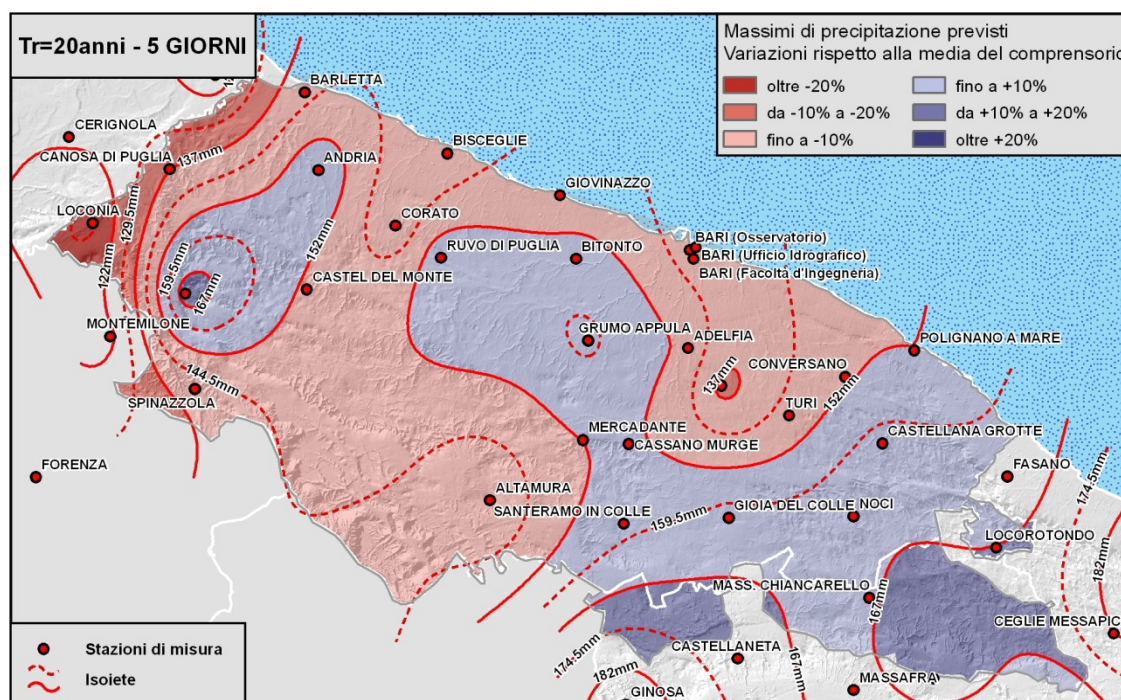 Tr=20anni - 5 GIORNI
Massimi di precipitazione previsti
Variazioni rispetto alla media del comprensorio
oltre -20%
fino a +10%
da -10% a -20%
da +10% a +20%
fino a -10%
oltre +20%
BARLETTA
CERIGNOLA
BISCEGLIE
CANOSA DI PUGLIA
137mm
ANDRIA
GIOVINAZZO
LOCONIA
CORATO
129.5mm
152mm
BARI (Osservatorio)
RUVO DI PUGLIA
BITONTO
BARI (Ufficio Idrografico)
122mm
159.5mm
167mm
CASTEL DEL MONTE
BARI (Facoltà d'Ingegneria)
MONTEMILONE
GRUMO APPULA
ADELFIA
POLIGNANO A MARE
144.5mm
137mm
CONVERSANO
152mm
SPINAZZOLA
TURI
MERCADANTE
CASSANO MURGE
CASTELLANA GROTTE
FORENZA
FASANO
174.5mm
ALTAMURA
SANTERAMO IN COLLE
159.5mm
GIOIA DEL COLLE
NOCI
LOCOROTONDO
182mm
MASS. CHIANCARELLO
167mm
CEGLIE MESSAPIC
Stazioni di misura
174.5mm
CASTELLANETA
167mm
182mm
MASSAFRA
Isoiete
GINOSA